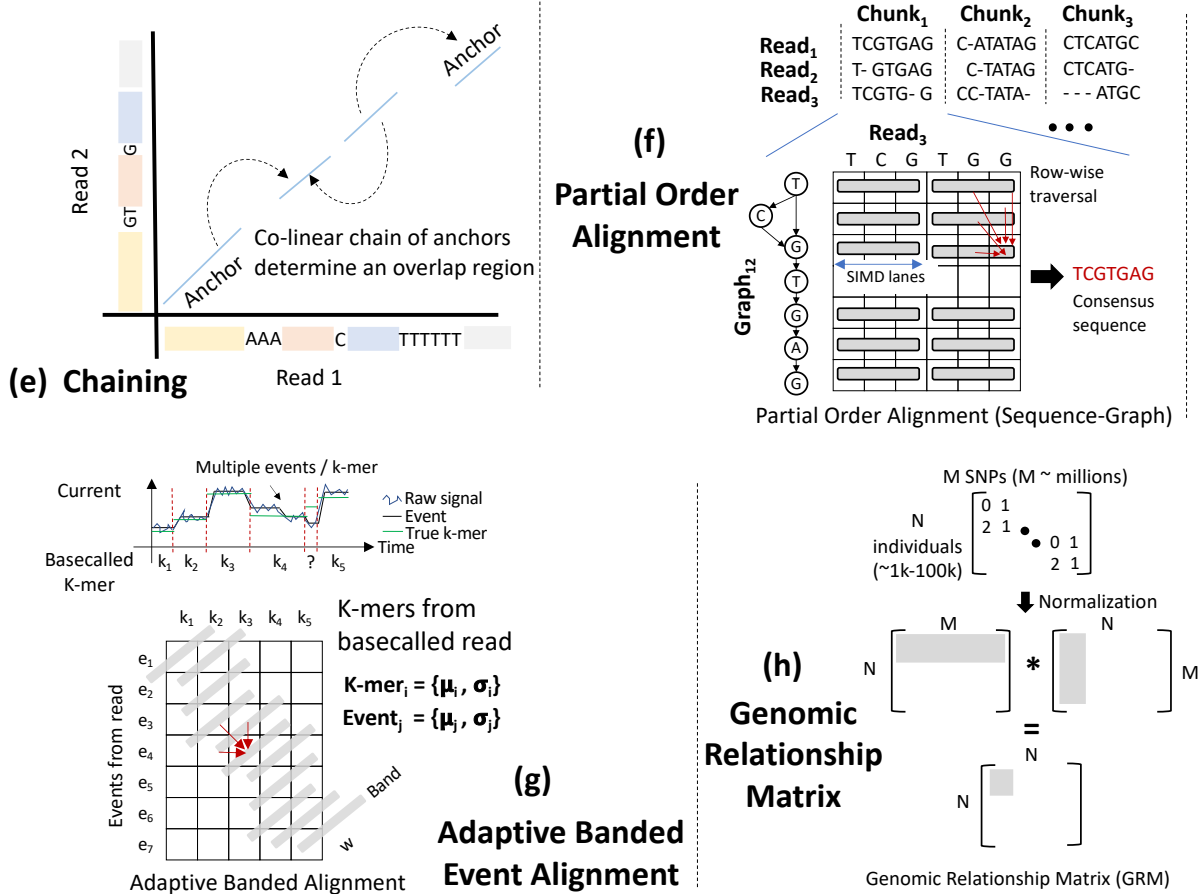 Anchor
Read 2
G
GT
Co-linear chain of anchors
determine an overlap region
Anchor
AAA
C
TTTTTT
(e) Chaining
Read 1
Chunk1 Chunk2 Chunk3
Read1 TCGTGAG C-ATATAG CTCATGC
Read2 T- GTGAG C-TATAG CTCATG-
Read3 TCGTG- G CC-TATA- - - - ATGC
(f)
Partial Order
Alignment
Read3
T C G T G G
Row-wise
traversal
Graph12
T
C
G
T
G
A
G
SIMD lanes
TCGTGAG
Consensus
sequence
Partial Order Alignment (Sequence-Graph)
Multiple events / k-mer
Current
Raw signal
Event
True k-mer
Time
Basecalled
K-mer
k1 k2 k3 k4 ? k5
k1 k2 k3 k4 k5
K-mers from
basecalled read
K-meri = {μi , σi}
Eventj = {μj , σj}
Events from read
e1
e2
e3
e4
e5
e6
e7
Band
w
Adaptive Banded Alignment
(g)
Adaptive Banded
Event Alignment
M SNPs (M ~ millions)
N
individuals
(~1k-100k)
0 1
2 1
0 1
2 1
Normalization
M
N
N
*
M
=
N
N
(h)
Genomic
Relationship
Matrix
Genomic Relationship Matrix (GRM)